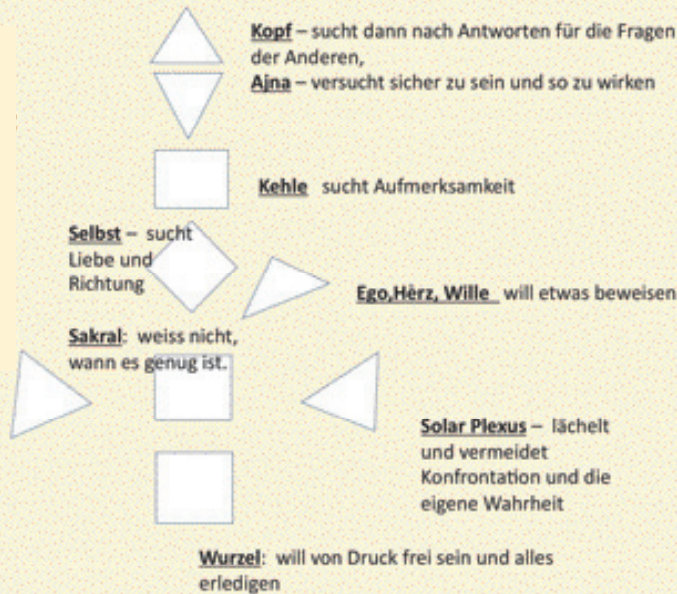 Kopf – sucht dann nach Antworten für die Fragen
der Anderen,
Ajna – versucht sicher zu sein und so zu wirken
Kehle sucht Aufmerksamkeit
Selbst – sucht
Liebe und
Richtung
Ego,Hèrz, Wille will etwas beweisen
Sakral: weiss nicht,
wann es genug ist.
Solar Plexus – lächelt
und vermeidet
Konfrontation und die
eigene Wahrheit
Wurzel: will von Druck frei sein und alles
erledigen